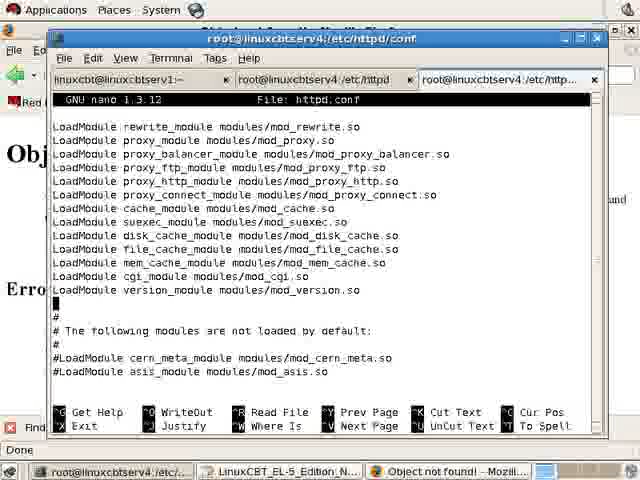 Applications Places System
root@linuxcbtserv4:/etc/httpd/conf
File Edit View Terminal Tabs Help
linuxcbt@linuxcbtserv1:~ root@linuxcbtserv4:/etc/httpd root@linuxcbtserv4:/etc/http...
GNU nano 1.3.12 File: httpd.conf
LoadModule rewrite_module modules/mod_rewrite.so
LoadModule proxy_module modules/mod_proxy.so
LoadModule proxy_balancer_module modules/mod_proxy_balancer.so
LoadModule proxy_ftp_module modules/mod_proxy_ftp.so
LoadModule proxy_http_module modules/mod_proxy_http.so
LoadModule proxy_connect_module modules/mod_proxy_connect.so
LoadModule cache_module modules/mod_cache.so
LoadModule suexec_module modules/mod_suexec.so
LoadModule disk_cache_module modules/mod_disk_cache.so
LoadModule file_cache_module modules/mod_file_cache.so
LoadModule mem_cache_module modules/mod_mem_cache.so
LoadModule cgi_module modules/mod_cgi.so
LoadModule version_module modules/mod_version.so
#
# The following modules are not loaded by default:
#
#LoadModule cern_meta_module modules/mod_cern_meta.so
#LoadModule asis_module modules/mod_asis.so
^G Get Help ^O WriteOut ^R Read File ^Y Prev Page ^K Cut Text ^C Cur Pos
^X Exit ^J Justify ^W Where Is ^V Next Page ^U UnCut Text ^T To Spell
File
Red
Obj
Erro
Find
Done
root@linuxcbtserv4:/etc/... LinuxCBT_EL-5_Edition_N... Object not found! -- Mozill...